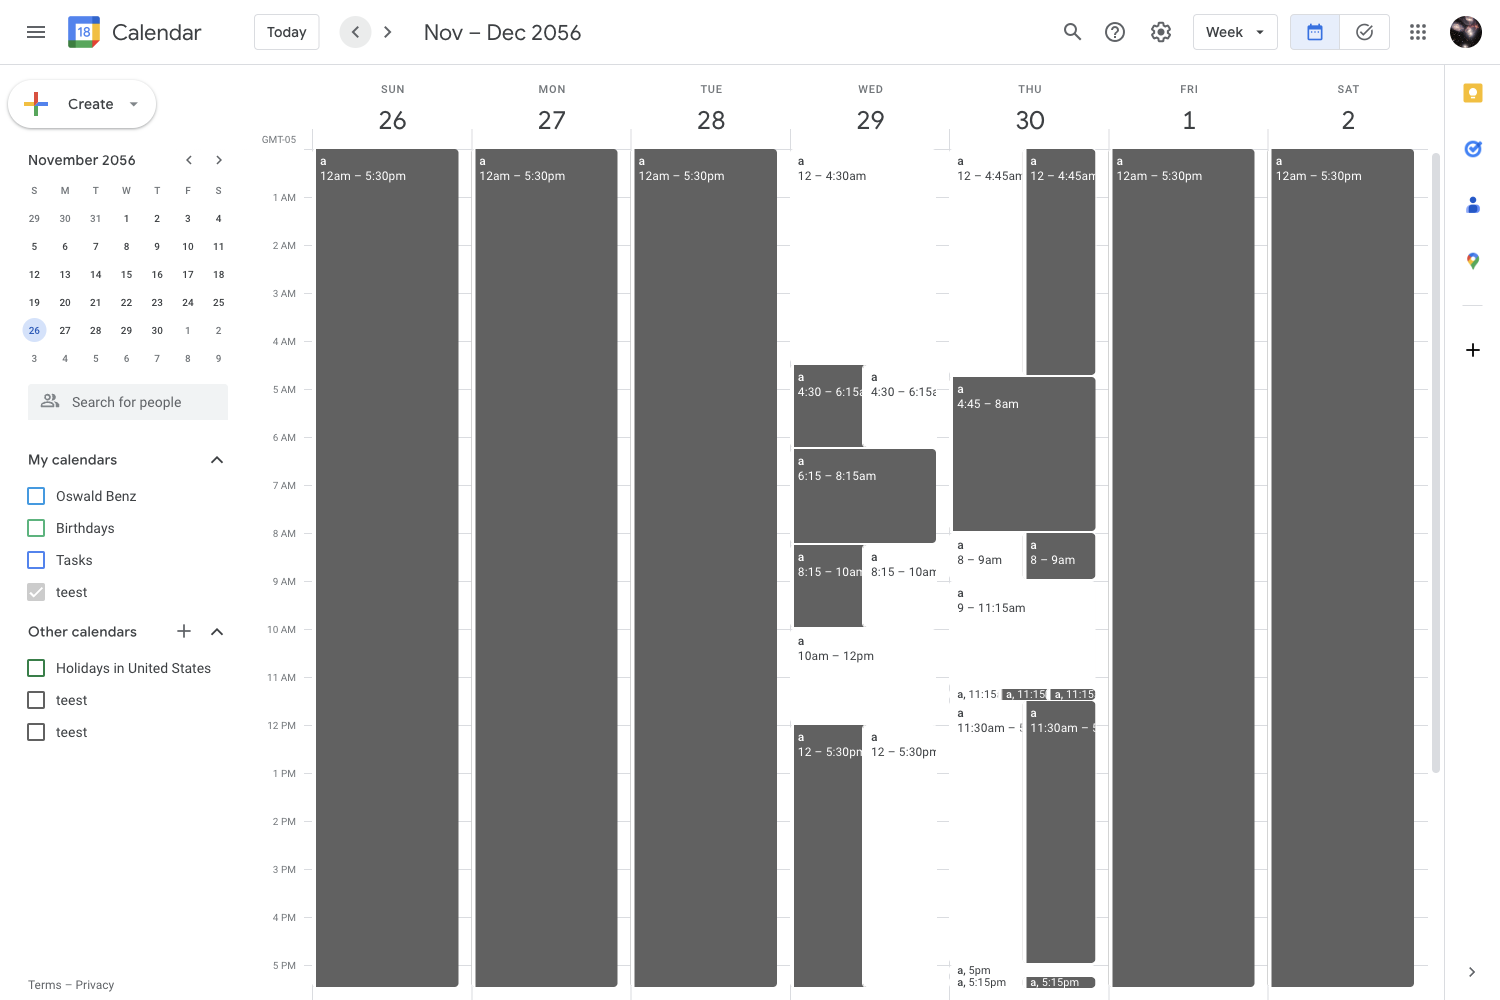 18 Calendar Today Nov – Dec 2056 Week
Create
November 2056
S M T W T F S
29 30 31 1 2 3 4
5 6 7 8 9 10 11
12 13 14 15 16 17 18
19 20 21 22 23 24 25
26 27 28 29 30 1 2
3 4 5 6 7 8 9
Search for people
My calendars
Oswald Benz
Birthdays
Tasks
teest
Other calendars
Holidays in United States
teest
teest
Terms – Privacy
SUN MON TUE WED THU FRI SAT
26 27 28 29 30 1 2
GMT-05
1 AM
2 AM
3 AM
4 AM
5 AM
6 AM
7 AM
8 AM
9 AM
10 AM
11 AM
12 PM
1 PM
2 PM
3 PM
4 PM
5 PM
a
12am – 5:30pm
a
12am – 5:30pm
a
12am – 5:30pm
a
12 – 4:30am
a
4:30 – 6:15a
a
4:30 – 6:15a
a
6:15 – 8:15am
a
8:15 – 10am
a
8:15 – 10am
a
10am – 12pm
a
12 – 5:30pm
a
12 – 5:30pm
a
12 – 4:45am
a
12 – 4:45am
a
4:45 – 8am
a
8 – 9am
a
8 – 9am
a
9 – 11:15am
a, 11:15
a, 11:15
a, 11:15
a
11:30am – 5
a
11:30am – 5
a, 5pm
a, 5:15pm
a, 5:15pm
a
12am – 5:30pm
a
12am – 5:30pm